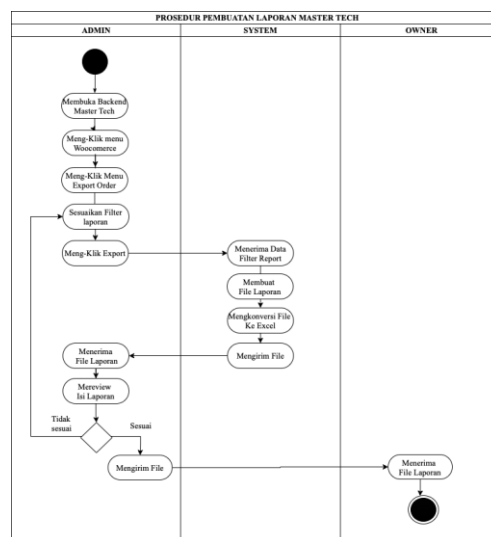 PROSEDUR PEMBUATAN LAPORAN MASTER TECH
ADMIN
SYSTEM
OWNER
Membuka Backend
Master Tech
Meng-Klik menu
Woocomerce
Meng-Klik Menu
Export Order
Sesuaikan Filter
laporan
Meng-Klik Export
Menerima Data
Filter Report
Membuat
File Laporan
Mengkonversi File
Ke Excel
Mengirim File
Menerima
File Laporan
Mereview
Isi Laporan
Tidak
sesuai
Sesuai
Mengirim File
Menerima
File Laporan